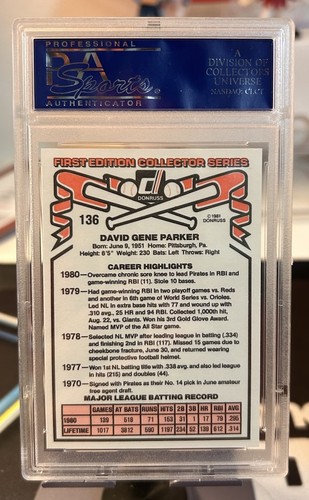 PROFESSIONAL
PSA
Sports
AUTHENTICATOR
A
DIVISION OF
COLLECTORS
UNIVERSE
NASDAQ: CLCT
FIRST EDITION COLLECTOR SERIES
DONRUSS
136
© 1981
DONRUSS
DAVID GENE PARKER
Born: June 9, 1951 Home: Pittsburgh, Pa.
Height: 6'5" Weight: 230 Bats: Left Throws: Right
CAREER HIGHLIGHTS
1980—Overcame chronic sore knee to lead Pirates in RBI and
game-winning RBI (11). Stole 10 bases.
1979—Had game-winning RBI in two playoff games vs. Reds
and another in 6th game of World Series vs. Orioles.
Led NL in extra base hits with 77 and wound up with
.310 avg., 25 HR and 94 RBI. Collected 1,000th hit,
Aug. 22, vs. Giants. Won his 3rd Gold Glove Award.
Named MVP of the All Star game.
1978—Selected NL MVP after leading in batting (.334)
and finishing 2nd in RBI (117). Missed 15 games due to
cheekbone fracture, June 30, and returned wearing
special protective football helmet.
1977—Won 1st NL batting title with .338 avg. and also led league
in hits (215) and doubles (44).
1970—Signed with Pirates as their No. 14 pick in June amateur
free agent draft.
MAJOR LEAGUE BATTING RECORD
GAMES AT BATS RUNS HITS 2B 3B HR RBI AVG
1980 139 518 71 153 31 1 17 79 .295
LIFETIME 1017 3812 590 1197 234 52 139 612 .314